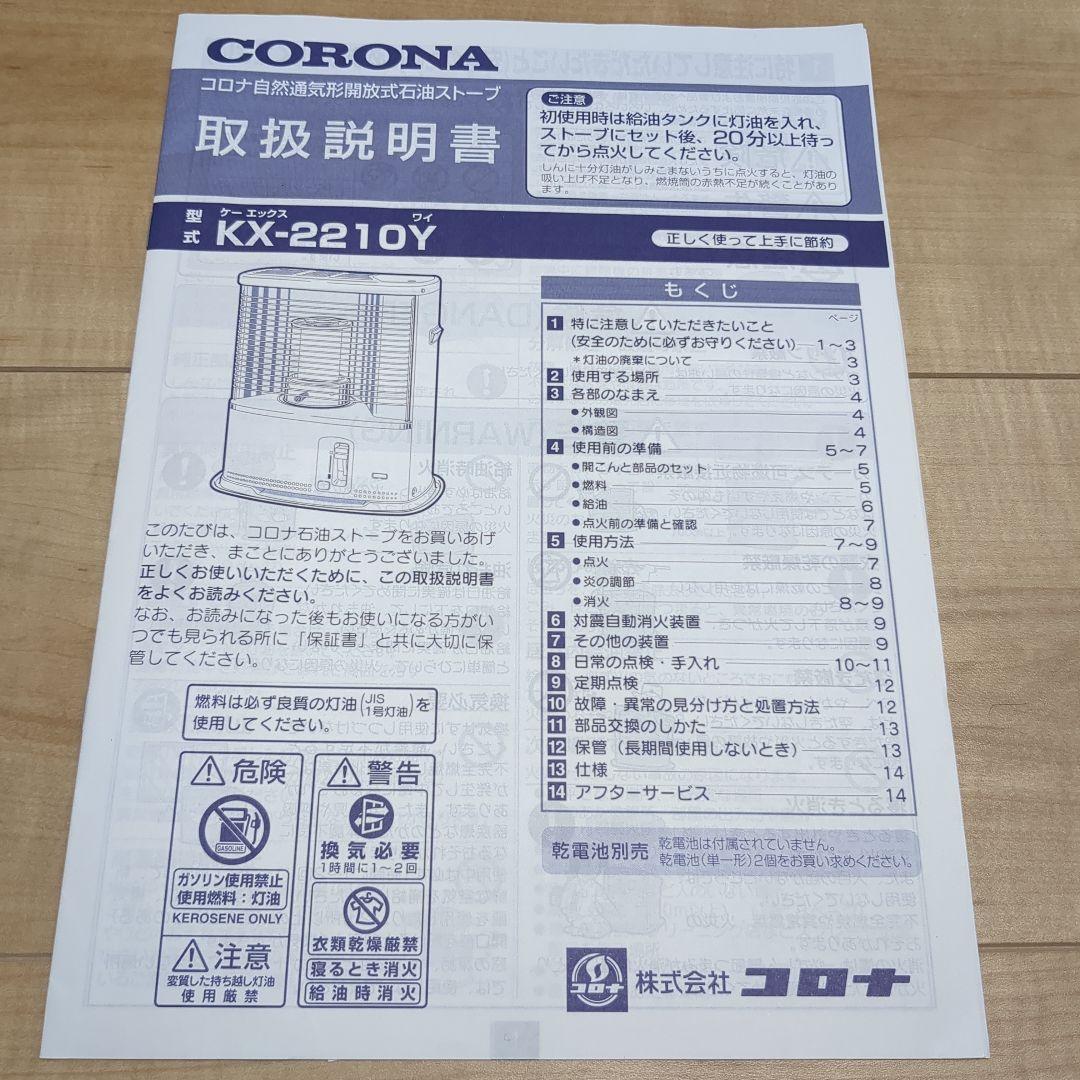 CORONA
コロナ自然通気形開放式石油ストーブ
取扱説明書
ご注意
初使用時は給油タンクに灯油を入れ、
ストーブにセット後、20分以上待っ
てから点火してください。
しんに十分灯油がしみこまないうちに点火すると、灯油の
吸い上げ不足となり、燃焼筒の赤熱不足が続くことがあり
ます。
型式 ケーエックス ワイ
KX-2210Y
正しく使って上手に節約
もくじ
ページ
1 特に注意していただきたいこと
(安全のために必ずお守りください) 1〜3
*灯油の廃棄について 3
2 使用する場所 3
3 各部のなまえ 4
●外観図 4
●構造図 4
4 使用前の準備 5〜7
●開こんと部品のセット 5
●燃料 5
●給油 6
●点火前の準備と確認 7
5 使用方法 7〜9
●点火 7
●炎の調節 8
●消火 8〜9
6 対震自動消火装置 9
7 その他の装置 9
8 日常の点検・手入れ 10〜11
9 定期点検 12
10 故障・異常の見分け方と処置方法 12
11 部品交換のしかた 13
12 保管(長期間使用しないとき) 13
13 仕様 14
14 アフターサービス 14
このたびは、コロナ石油ストーブをお買いあげ
いただき、まことにありがとうございました。
正しくお使いいただくために、この取扱説明書
をよくお読みください。
なお、お読みになった後もお使いになる方がい
つでも見られる所に「保証書」と共に大切に保
管してください。
燃料は必ず良質の灯油(JIS 1号灯油)を
使用してください。
危険
GASOLINE
ガソリン使用禁止
使用燃料:灯油
KEROSENE ONLY
注意
変質した持ち越し灯油
使用厳禁
警告
換気必要
1時間に1〜2回
衣類乾燥厳禁
寝るとき消火
給油時消火
乾電池別売
乾電池は付属されていません。
乾電池(単一形)2個をお買い求めください。
コロナ
株式会社 コロナ